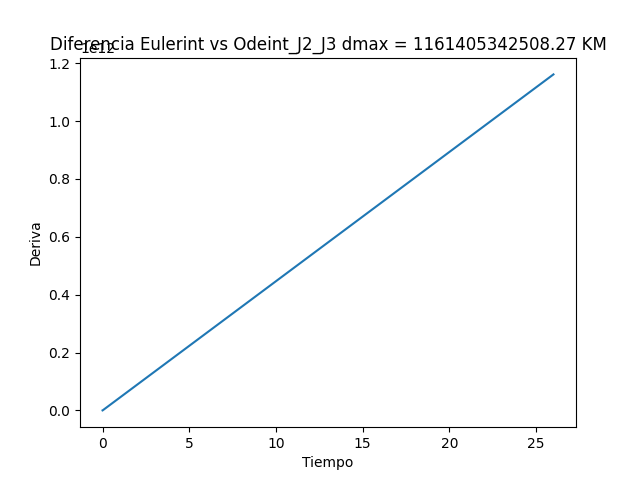 Diferencia Eulerint vs Odeint_J2_J3 dmax = 1161405342508.27 KM
1e12
1.2
1.0
0.8
0.6
0.4
0.2
0.0
Deriva
0 5 10 15 20 25
Tiempo